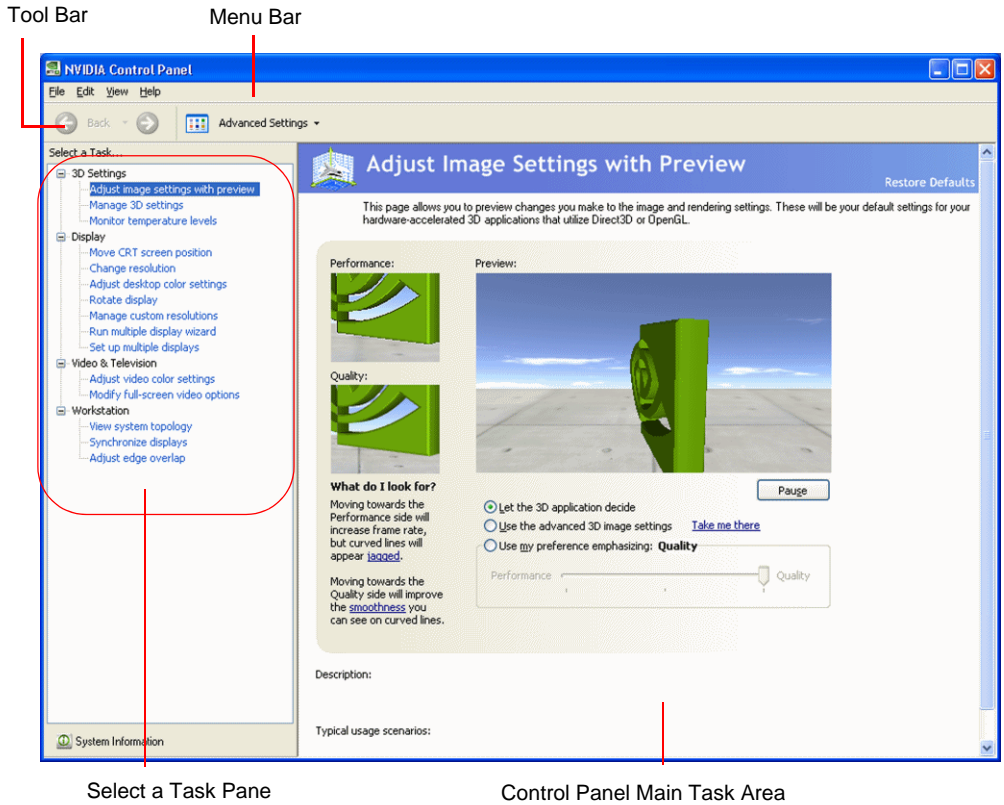 Tool Bar
Menu Bar
NVIDIA Control Panel
File Edit View Help
Back
Advanced Settings
Select a Task...
3D Settings
Adjust image settings with preview
Manage 3D settings
Monitor temperature levels
Display
Move CRT screen position
Change resolution
Adjust desktop color settings
Rotate display
Manage custom resolutions
Run multiple display wizard
Set up multiple displays
Video & Television
Adjust video color settings
Modify full-screen video options
Workstation
View system topology
Synchronize displays
Adjust edge overlap
System Information
Adjust Image Settings with Preview
Restore Defaults
This page allows you to preview changes you make to the image and rendering settings. These will be your default settings for your
hardware-accelerated 3D applications that utilize Direct3D or OpenGL.
Performance:
Preview:
Quality:
What do I look for?
Moving towards the
Performance side will
increase frame rate,
but curved lines will
appear jagged.
Moving towards the
Quality side will improve
the smoothness you
can see on curved lines.
Pause
Let the 3D application decide
Use the advanced 3D image settings Take me there
Use my preference emphasizing: Quality
Performance Quality
Description:
Typical usage scenarios:
Select a Task Pane
Control Panel Main Task Area